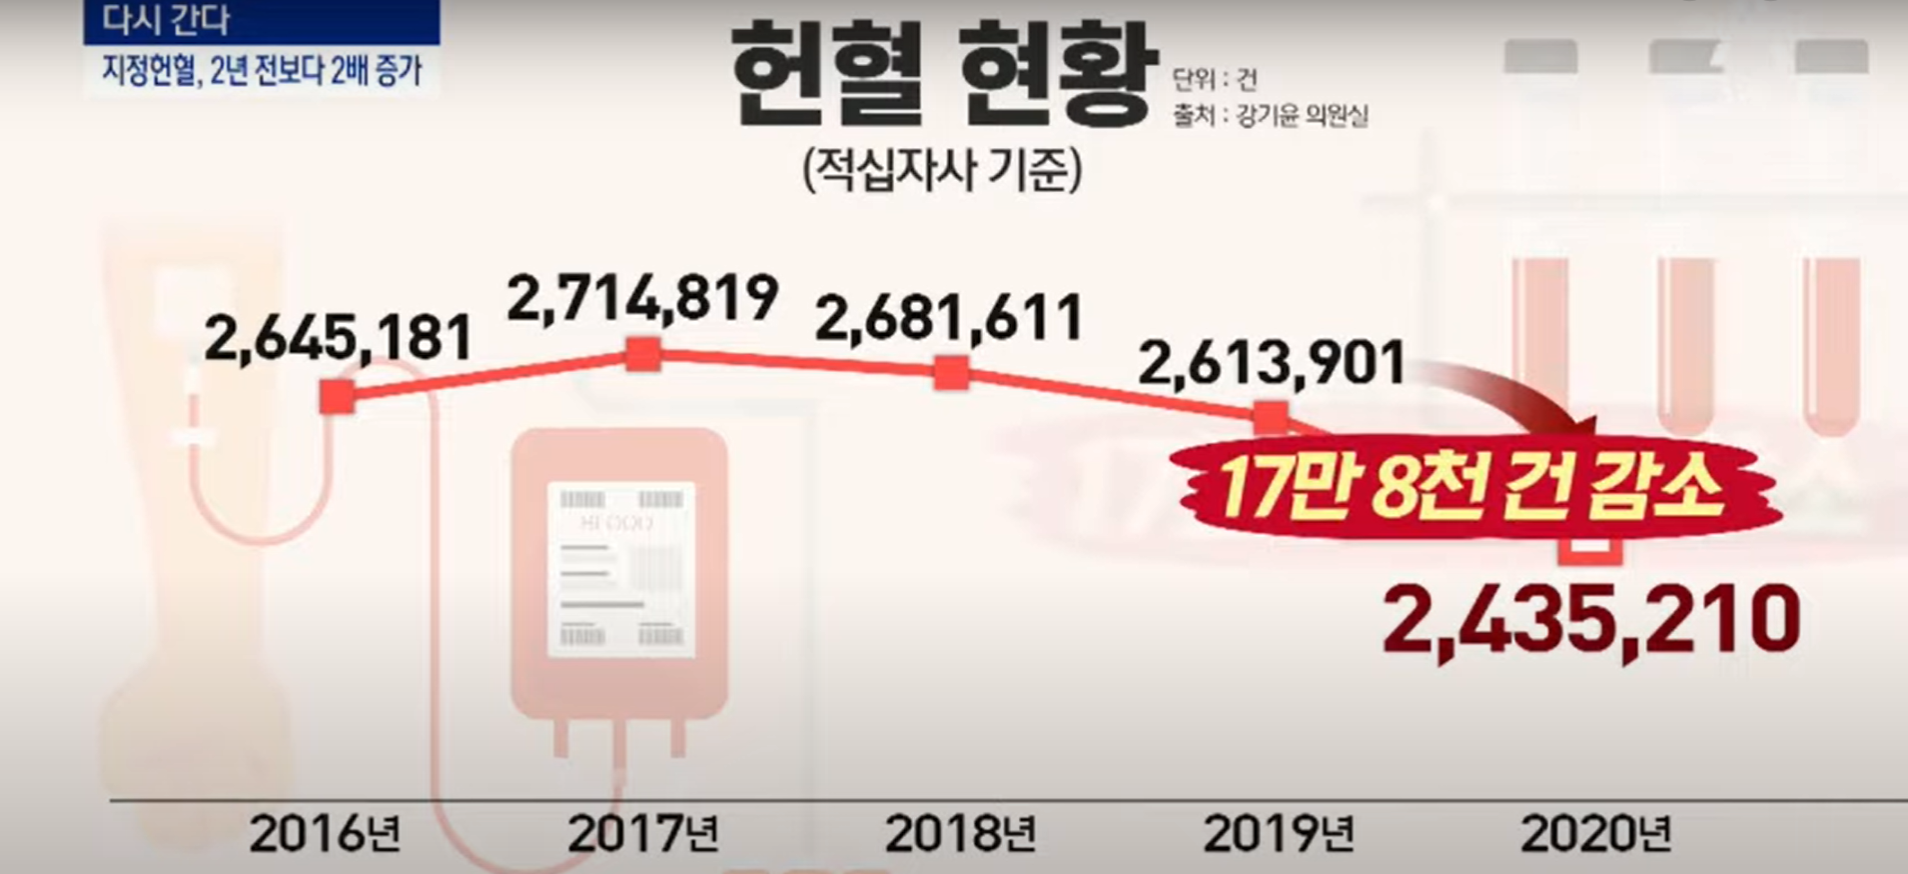 다시 간다
지정헌혈, 2년 전보다 2배 증가
헌혈 현황
단위 : 건
출처 : 강기윤 의원실
(적십자사 기준)
2,645,181
2,714,819
2,681,611
2,613,901
17만 8천 건 감소
2,435,210
2016년
2017년
2018년
2019년
2020년